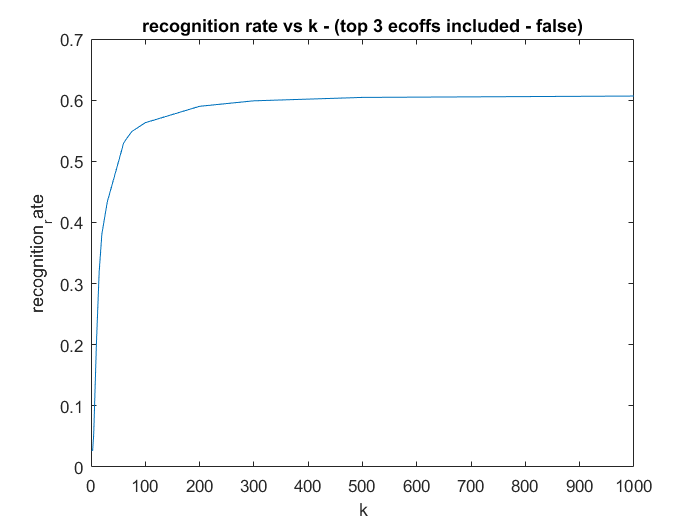 recognition rate vs k - (top 3 ecoffs included - false)
0.7
0.6
0.5
0.4
0.3
0.2
0.1
0
recognition_rate
0 100 200 300 400 500 600 700 800 900 1000
k